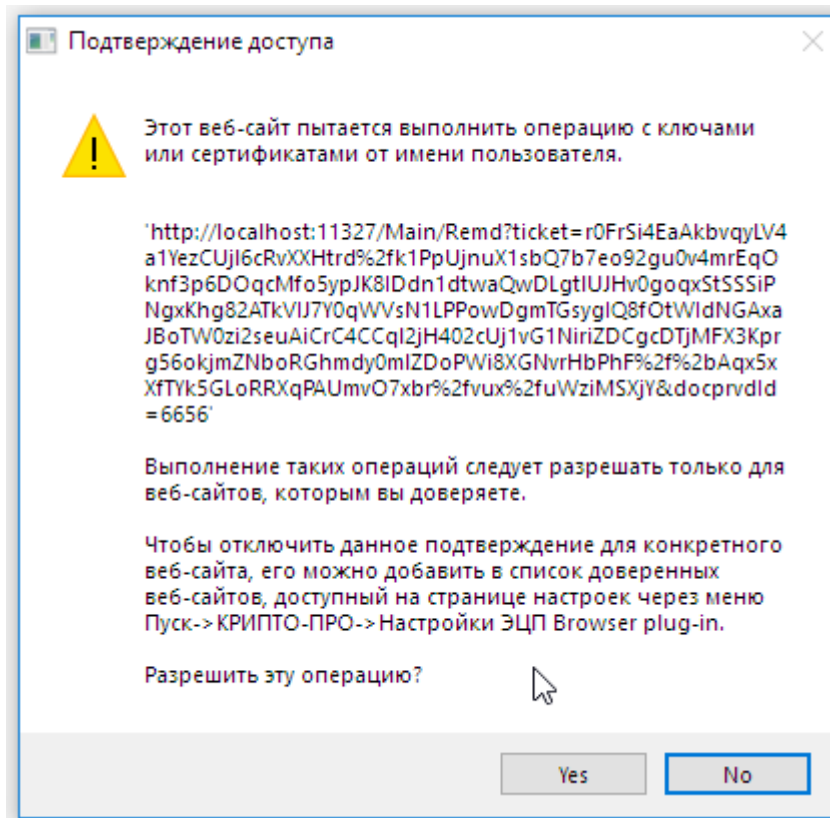 Подтверждение доступа
Этот веб-сайт пытается выполнить операцию с ключами
или сертификатами от имени пользователя.
'http://localhost:11327/Main/Remd?ticket=r0FrSi4EaAkbvqyLV4
a1YezCUjI6cRvXXHtrd%2fk1PpUjnuX1sbQ7b7eo92gu0v4mrEqO
knf3p6DOqcMfo5ypJK8IDdn1dtwaQwDLgtIUJHv0goqxStSSSiP
NgxKhg82ATkVIJ7Y0qWVsN1LPPowDgmTGsyglQ8fOtWIdNGAxa
JBoTW0zi2seuAiCrC4CCqI2jH402cUj1vG1NiriZDCgcDTjMFX3Kpr
g56okjmZNboRGhmdy0mIZDoPWi8XGNvrHbPhF%2f%2bAqx5x
XfTYk5GLoRRXqPAUmvO7xbr%2fvux%2fuWziMSXjY&docprvdId
=6656'
Выполнение таких операций следует разрешать только для
веб-сайтов, которым вы доверяете.
Чтобы отключить данное подтверждение для конкретного
веб-сайта, его можно добавить в список доверенных
веб-сайтов, доступный на странице настроек через меню
Пуск->КРИПТО-ПРО->Настройки ЭЦП Browser plug-in.
Разрешить эту операцию?
Yes
No